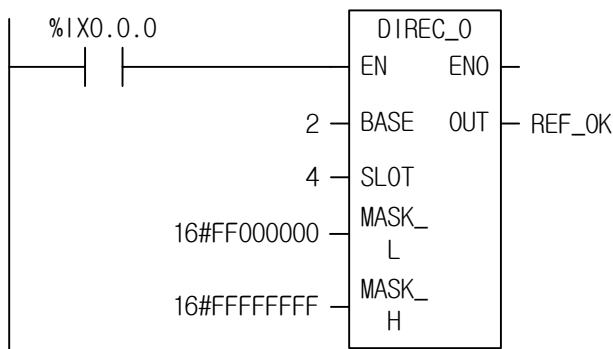 %IX0.0.0
DIREC_O
EN ENO
2 BASE OUT REF_OK
4 SLOT
16#FF000000 MASK_
L
16#FFFFFFFF MASK_
H